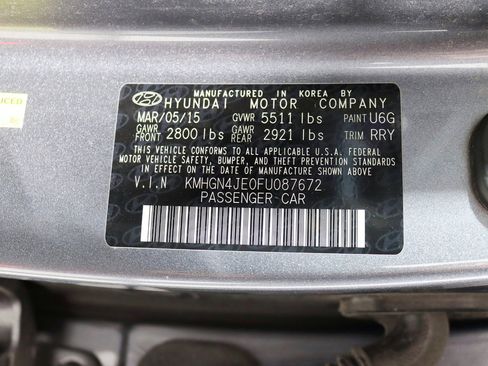 UCED
MANUFACTURED IN KOREA BY
HYUNDAI MOTOR COMPANY
MAR/05/15 GVWR 5511 lbs PAINT U6G
GAWR FRONT 2800 lbs GAWR REAR 2921 lbs TRIM RRY
THIS VEHICLE CONFORMS TO ALL APPLICABLE U.S.A. FEDERAL
MOTOR VEHICLE SAFETY, BUMPER, AND THEFT PREVENTION STANDARDS
IN EFFECT ON THE DATE OF MANUFACTURE SHOWN ABOVE.
V.I.N KMHGN4JE0FU087672
PASSENGER CAR